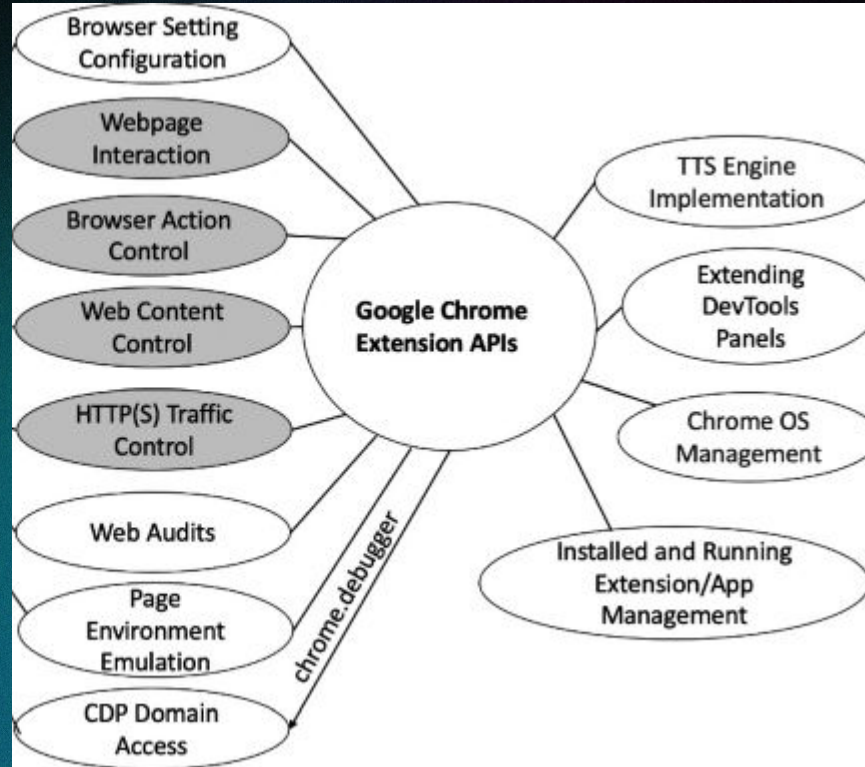 Browser Setting
Configuration
Webpage
Interaction
Browser Action
Control
Web Content
Control
HTTP(S) Traffic
Control
Web Audits
Page
Environment
Emulation
CDP Domain
Access
Google Chrome
Extension APIs
chrome.debugger
TTS Engine
Implementation
Extending
DevTools
Panels
Chrome OS
Management
Installed and Running
Extension/App
Management